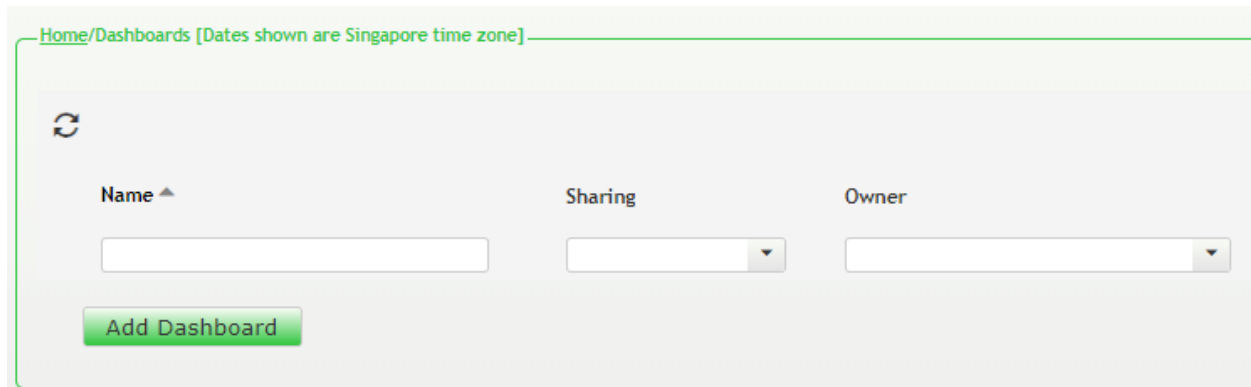 Home/Dashboards [Dates shown are Singapore time zone]
Name Sharing Owner
Add Dashboard